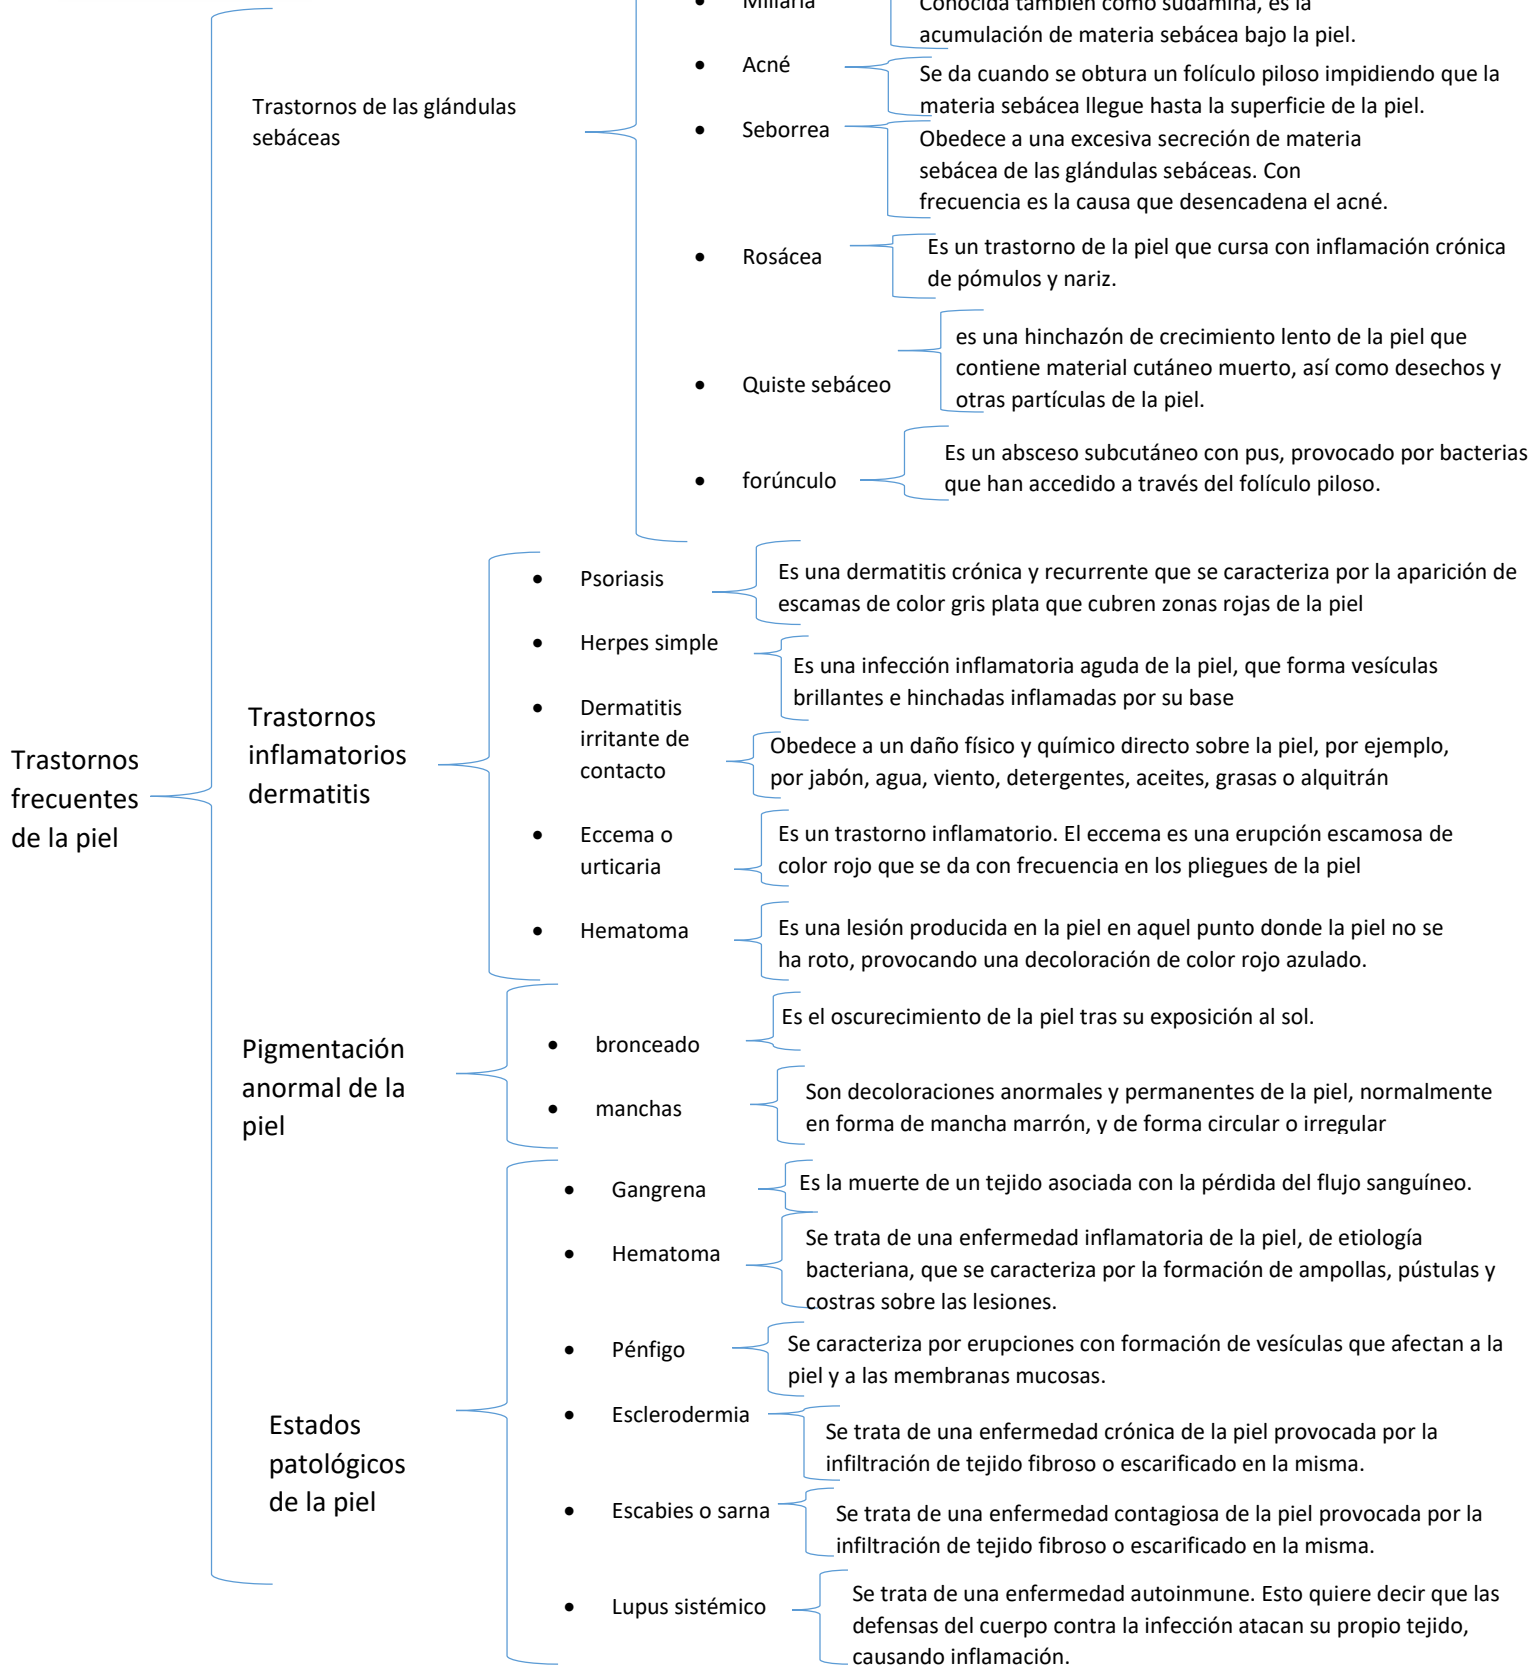 Trastornos
frecuentes
de la piel
Trastornos de las glándulas
sebáceas
• Miliaria
Conocida también como sudamina, es la
acumulación de materia sebácea bajo la piel.
• Acné
Se da cuando se obtura un folículo piloso impidiendo que la
materia sebácea llegue hasta la superficie de la piel.
• Seborrea
Obedece a una excesiva secreción de materia
sebácea de las glándulas sebáceas. Con
frecuencia es la causa que desencadena el acné.
• Rosácea
Es un trastorno de la piel que cursa con inflamación crónica
de pómulos y nariz.
• Quiste sebáceo
es una hinchazón de crecimiento lento de la piel que
contiene material cutáneo muerto, así como desechos y
otras partículas de la piel.
• forúnculo
Es un absceso subcutáneo con pus, provocado por bacterias
que han accedido a través del folículo piloso.
Trastornos
inflamatorios
dermatitis
• Psoriasis
Es una dermatitis crónica y recurrente que se caracteriza por la aparición de
escamas de color gris plata que cubren zonas rojas de la piel
• Herpes simple
Es una infección inflamatoria aguda de la piel, que forma vesículas
brillantes e hinchadas inflamadas por su base
• Dermatitis
irritante de
contacto
Obedece a un daño físico y químico directo sobre la piel, por ejemplo,
por jabón, agua, viento, detergentes, aceites, grasas o alquitrán
• Eccema o
urticaria
Es un trastorno inflamatorio. El eccema es una erupción escamosa de
color rojo que se da con frecuencia en los pliegues de la piel
• Hematoma
Es una lesión producida en la piel en aquel punto donde la piel no se
ha roto, provocando una decoloración de color rojo azulado.
Pigmentación
anormal de la
piel
• bronceado
Es el oscurecimiento de la piel tras su exposición al sol.
• manchas
Son decoloraciones anormales y permanentes de la piel, normalmente
en forma de mancha marrón, y de forma circular o irregular
Estados
patológicos
de la piel
• Gangrena
Es la muerte de un tejido asociada con la pérdida del flujo sanguíneo.
• Hematoma
Se trata de una enfermedad inflamatoria de la piel, de etiología
bacteriana, que se caracteriza por la formación de ampollas, pústulas y
costras sobre las lesiones.
• Pénfigo
Se caracteriza por erupciones con formación de vesículas que afectan a la
piel y a las membranas mucosas.
• Esclerodermia
Se trata de una enfermedad crónica de la piel provocada por la
infiltración de tejido fibroso o escarificado en la misma.
• Escabies o sarna
Se trata de una enfermedad contagiosa de la piel provocada por la
infiltración de tejido fibroso o escarificado en la misma.
• Lupus sistémico
Se trata de una enfermedad autoinmune. Esto quiere decir que las
defensas del cuerpo contra la infección atacan su propio tejido,
causando inflamación.